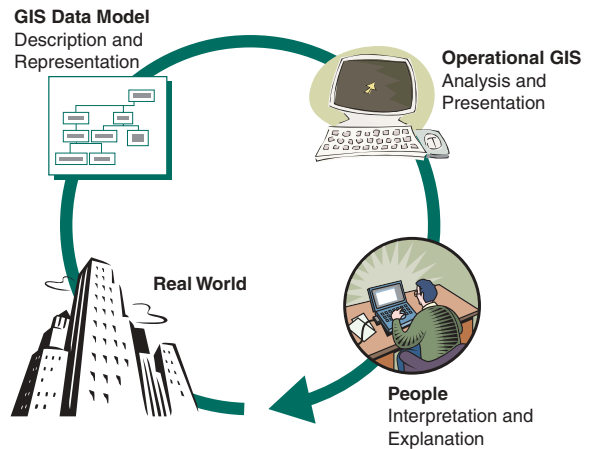 GIS Data Model
Description and
Representation
Operational GIS
Analysis and
Presentation
Real World
People
Interpretation and
Explanation